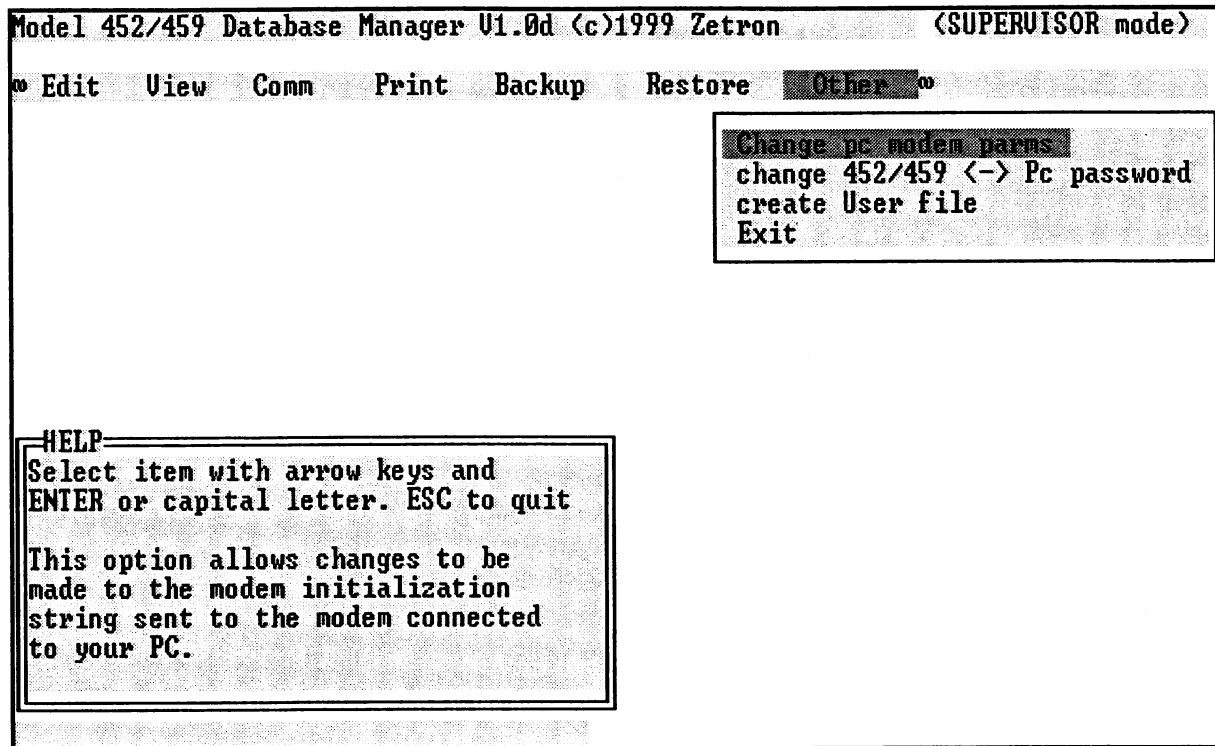 Model 452/459 Database Manager V1.0d (c)1999 Zetron (SUPERVISOR mode)
∞ Edit View Comm Print Backup Restore Other ∞
Change pc modem parms
change 452/459 <-> Pc password
create User file
Exit
HELP
Select item with arrow keys and
ENTER or capital letter. ESC to quit
This option allows changes to be
made to the modem initialization
string sent to the modem connected
to your PC.